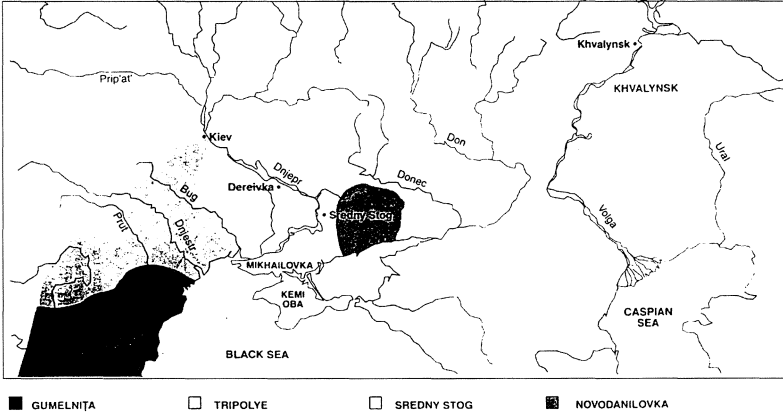 Khvalynsk
KHVALYNSK
Prip'at'
Kiev
Don
Ural
Dnjepr
Donec
Bug
Dereivka
Sredny Stog
Volga
Prut
Dnjestr
MIKHAILOVKA
KEMI
OBA
CASPIAN
SEA
BLACK SEA
GUMELNIŢA
TRIPOLYE
SREDNY STOG
NOVODANILOVKA